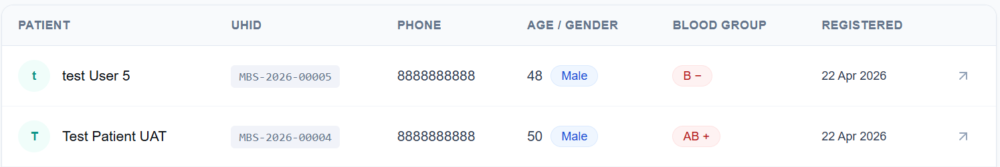 PATIENT UHID PHONE AGE / GENDER BLOOD GROUP REGISTERED
t test User 5 MBS-2026-00005 8888888888 48 Male B − 22 Apr 2026
T Test Patient UAT MBS-2026-00004 8888888888 50 Male AB + 22 Apr 2026